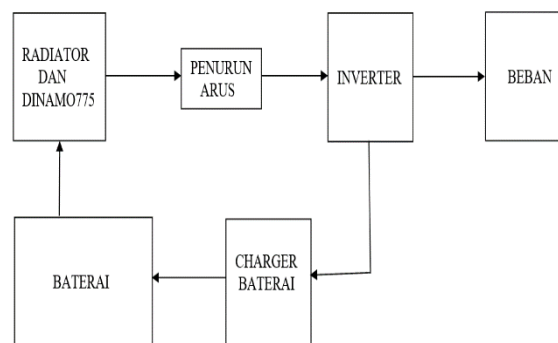 RADIATOR
DAN
DINAMO775
PENURUN
ARUS
INVERTER
BEBAN
BATERAI
CHARGER
BATERAI